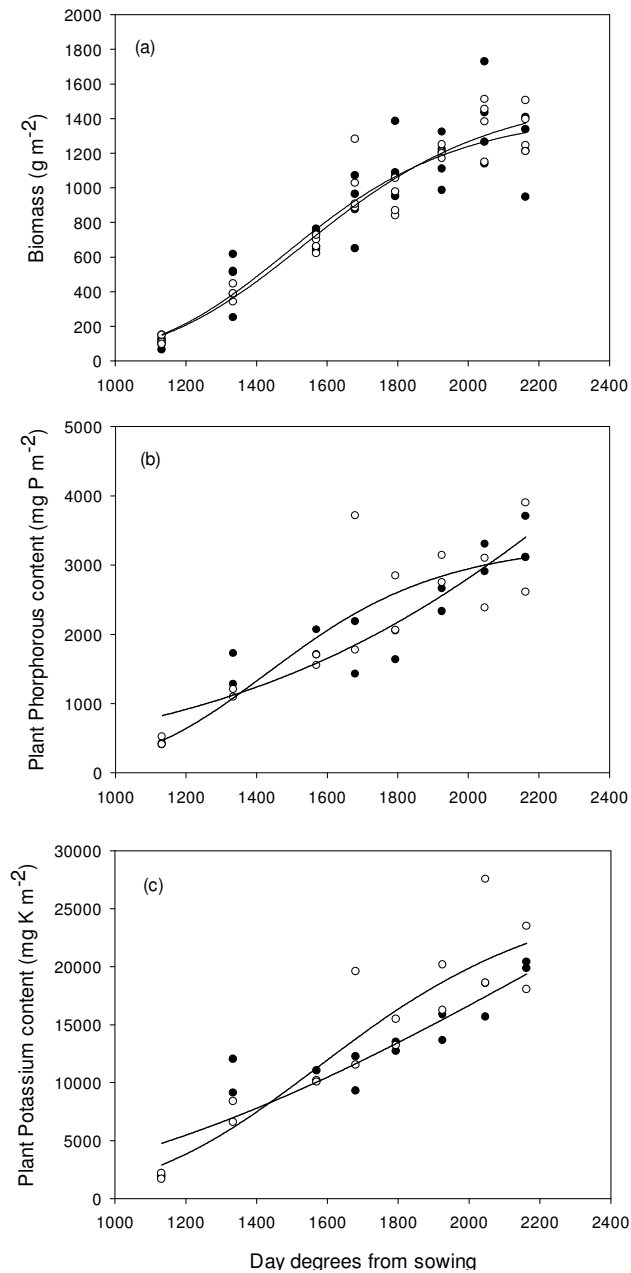 (a)
2000
1800
1600
1400
1200
1000
800
600
400
200
0
Biomass (g m-2)
1000 1200 1400 1600 1800 2000 2200 2400
(b)
5000
4000
3000
2000
1000
0
Plant Phorphorous content (mg P m-2)
1000 1200 1400 1600 1800 2000 2200 2400
(c)
30000
25000
20000
15000
10000
5000
0
Plant Potassium content (mg K m-2)
1000 1200 1400 1600 1800 2000 2200 2400
Day degrees from sowing